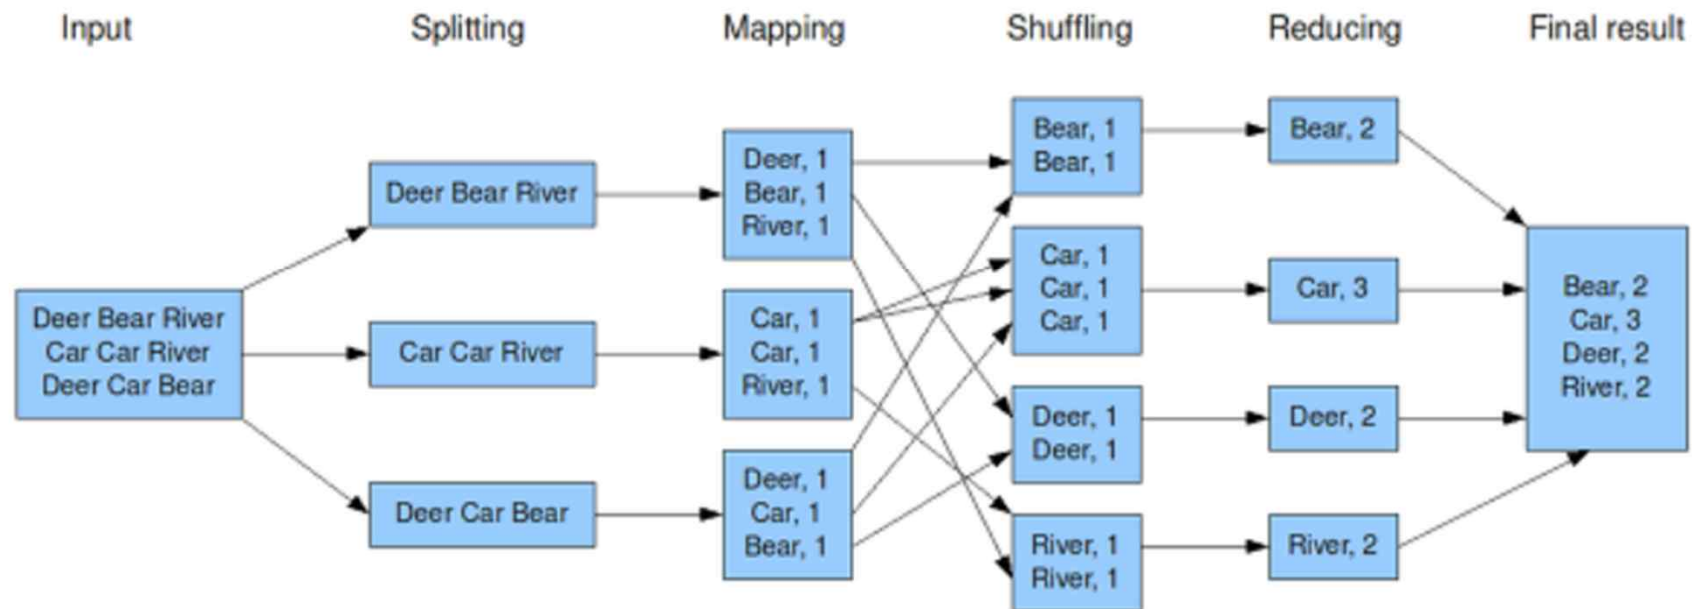 Input
Splitting
Mapping
Shuffling
Reducing
Final result
Deer Bear River
Car Car River
Deer Car Bear
Deer Bear River
Car Car River
Deer Car Bear
Deer, 1
Bear, 1
River, 1
Car, 1
Car, 1
River, 1
Deer, 1
Car, 1
Bear, 1
Bear, 1
Bear, 1
Car, 1
Car, 1
Car, 1
Deer, 1
Deer, 1
River, 1
River, 1
Bear, 2
Car, 3
Deer, 2
River, 2
Bear, 2
Car, 3
Deer, 2
River, 2